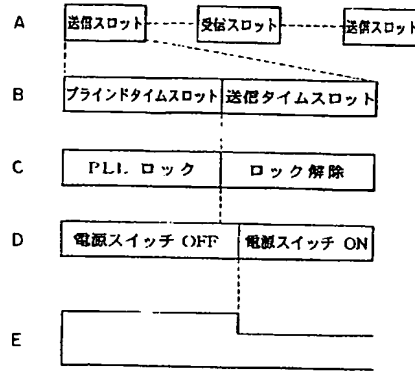 A 送信スロット 受信スロット 送信スロット
B ブラインドタイムスロット 送信タイムスロット
C PLL ロック ロック解除
D 電源スイッチ OFF 電源スイッチ ON
E